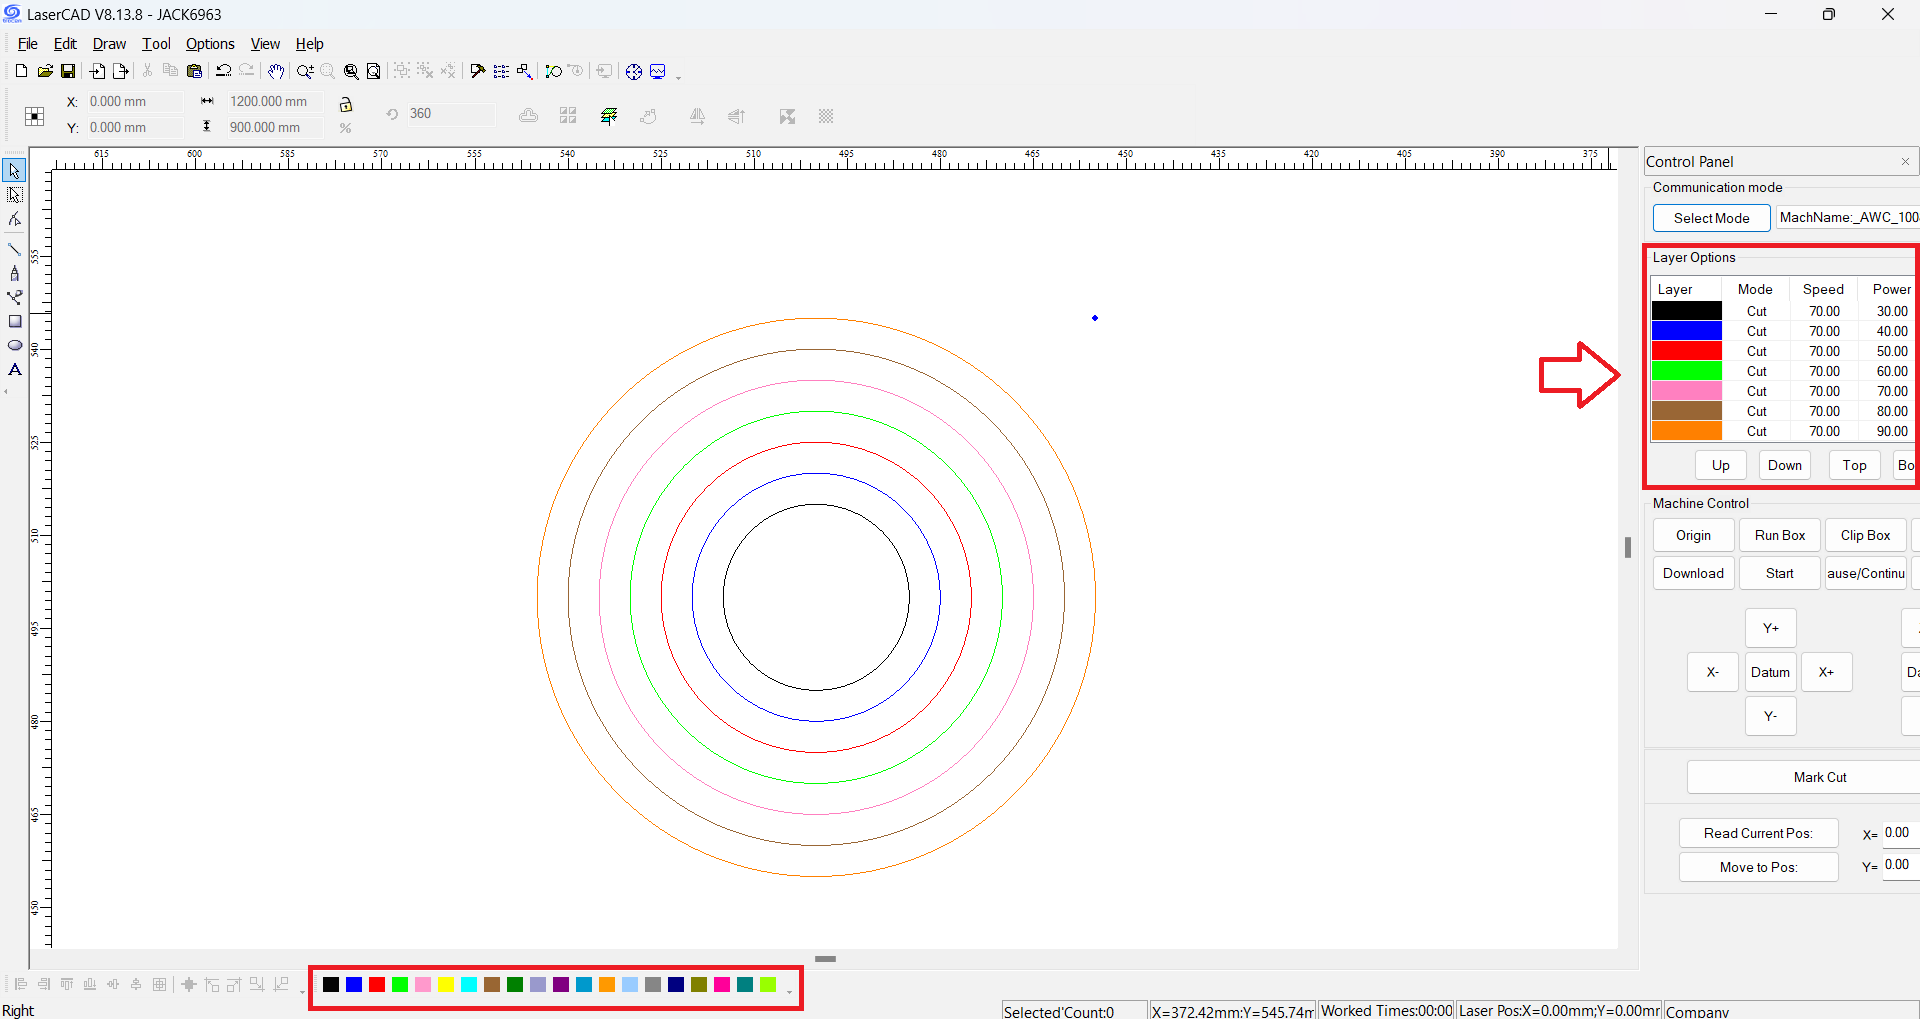 LaserCAD V8.13.8 - JACK6963
File Edit Draw Tool Options View Help
X: 0.000 mm 1200.000 mm
Y: 0.000 mm 900.000 mm %
360
615 600 585 570 555 540 525 510 495 480 465 450 435 420 405 390 375
555
540
525
510
495
480
465
450
A
Control Panel
Communication mode
Select Mode MachName:_AWC_100
Layer Options
Layer Mode Speed Power
Cut 70.00 30.00
Cut 70.00 40.00
Cut 70.00 50.00
Cut 70.00 60.00
Cut 70.00 70.00
Cut 70.00 80.00
Cut 70.00 90.00
Up Down Top Bo
Machine Control
Origin Run Box Clip Box
Download Start ause/Continu
Y+
X- Datum X+ Da
Y-
Mark Cut
Read Current Pos: X= 0.00
Move to Pos: Y= 0.00
Right
Selected'Count:0 X=372.42mm:Y=545.74m Worked Times:00:00 Laser Pos:X=0.00mm;Y=0.00mr Company